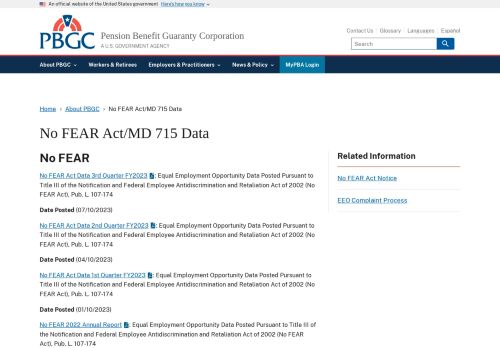 An official website of the United States government Here's how you know
PBGC
Pension Benefit Guaranty Corporation
A U.S. GOVERNMENT AGENCY
Contact Us Glossary Languages Español
Search
About PBGC Workers & Retirees Employers & Practitioners News & Policy MyPBA Login
Home › About PBGC › No FEAR Act/MD 715 Data
No FEAR Act/MD 715 Data
No FEAR
No FEAR Act Data 3rd Quarter FY2023: Equal Employment Opportunity Data Posted Pursuant to
Title III of the Notification and Federal Employee Antidiscrimination and Retaliation Act of 2002 (No
FEAR Act), Pub. L. 107-174
Date Posted (07/10/2023)
No FEAR Act Data 2nd Quarter FY2023: Equal Employment Opportunity Data Posted Pursuant to
Title III of the Notification and Federal Employee Antidiscrimination and Retaliation Act of 2002 (No
FEAR Act), Pub. L. 107-174
Date Posted (04/10/2023)
No FEAR Act Data 1st Quarter FY2023: Equal Employment Opportunity Data Posted Pursuant to
Title III of the Notification and Federal Employee Antidiscrimination and Retaliation Act of 2002 (No
FEAR Act), Pub. L. 107-174
Date Posted (01/10/2023)
No FEAR 2022 Annual Report: Equal Employment Opportunity Data Posted Pursuant to Title III of
the Notification and Federal Employee Antidiscrimination and Retaliation Act of 2002 (No FEAR
Act), Pub. L. 107-174
Related Information
No FEAR Act Notice
EEO Complaint Process